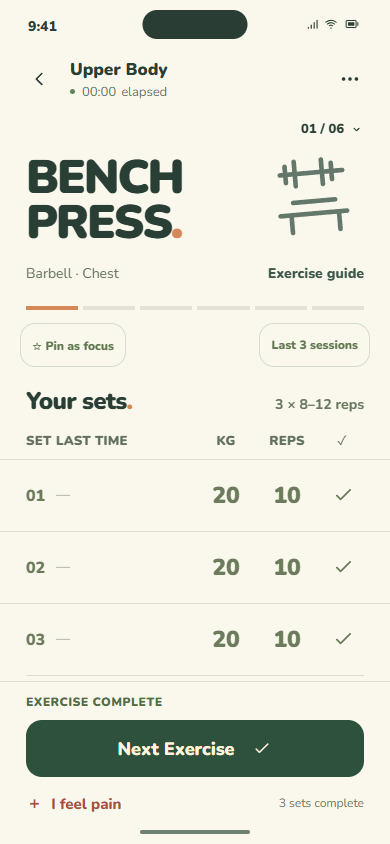 9:41
Upper Body
00:00 elapsed
01 / 06
BENCH
PRESS.
Barbell · Chest
Exercise guide
☆ Pin as focus
Last 3 sessions
Your sets.
3 × 8–12 reps
SET LAST TIME KG REPS ✓
01 — 20 10 ✓
02 — 20 10 ✓
03 — 20 10 ✓
EXERCISE COMPLETE
Next Exercise ✓
+ I feel pain
3 sets complete